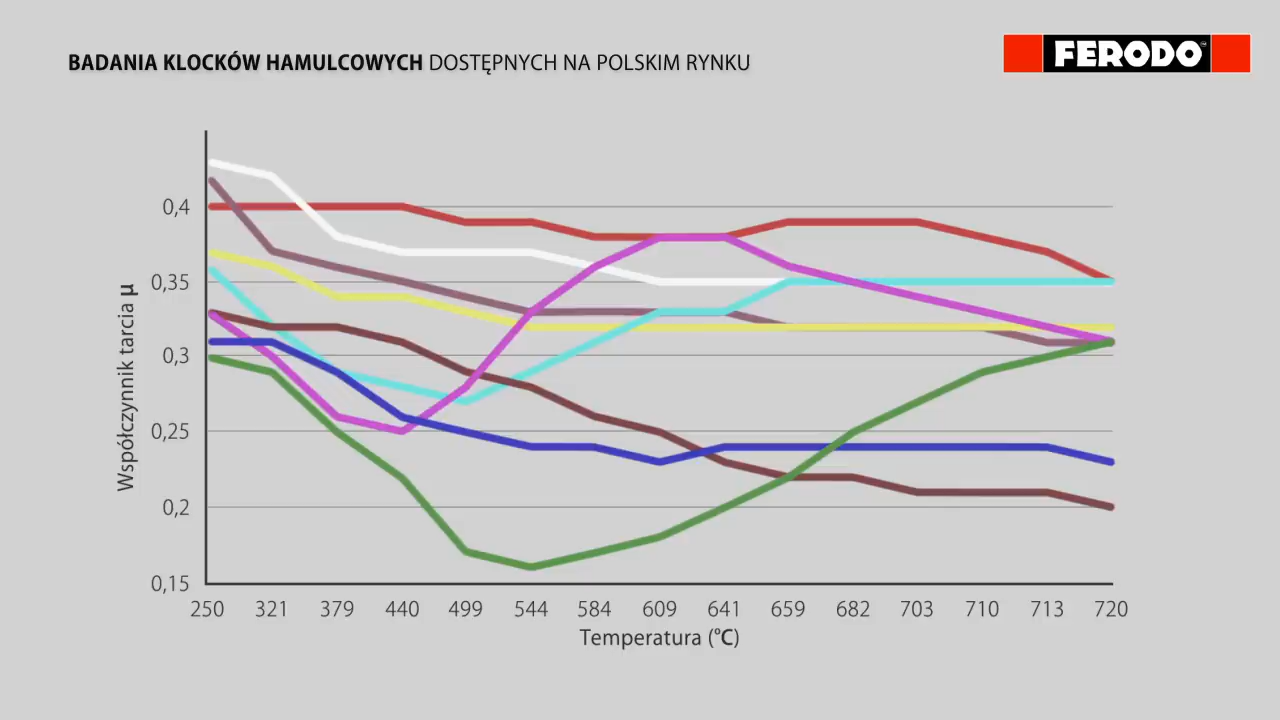 BADANIA KLOCKÓW HAMULCOWYCH DOSTĘPNYCH NA POLSKIM RYNKU
FERODO
0,4
0,35
0,3
0,25
0,2
0,15
Współczynnik tarcia µ
250 321 379 440 499 544 584 609 641 659 682 703 710 713 720
Temperatura (°C)